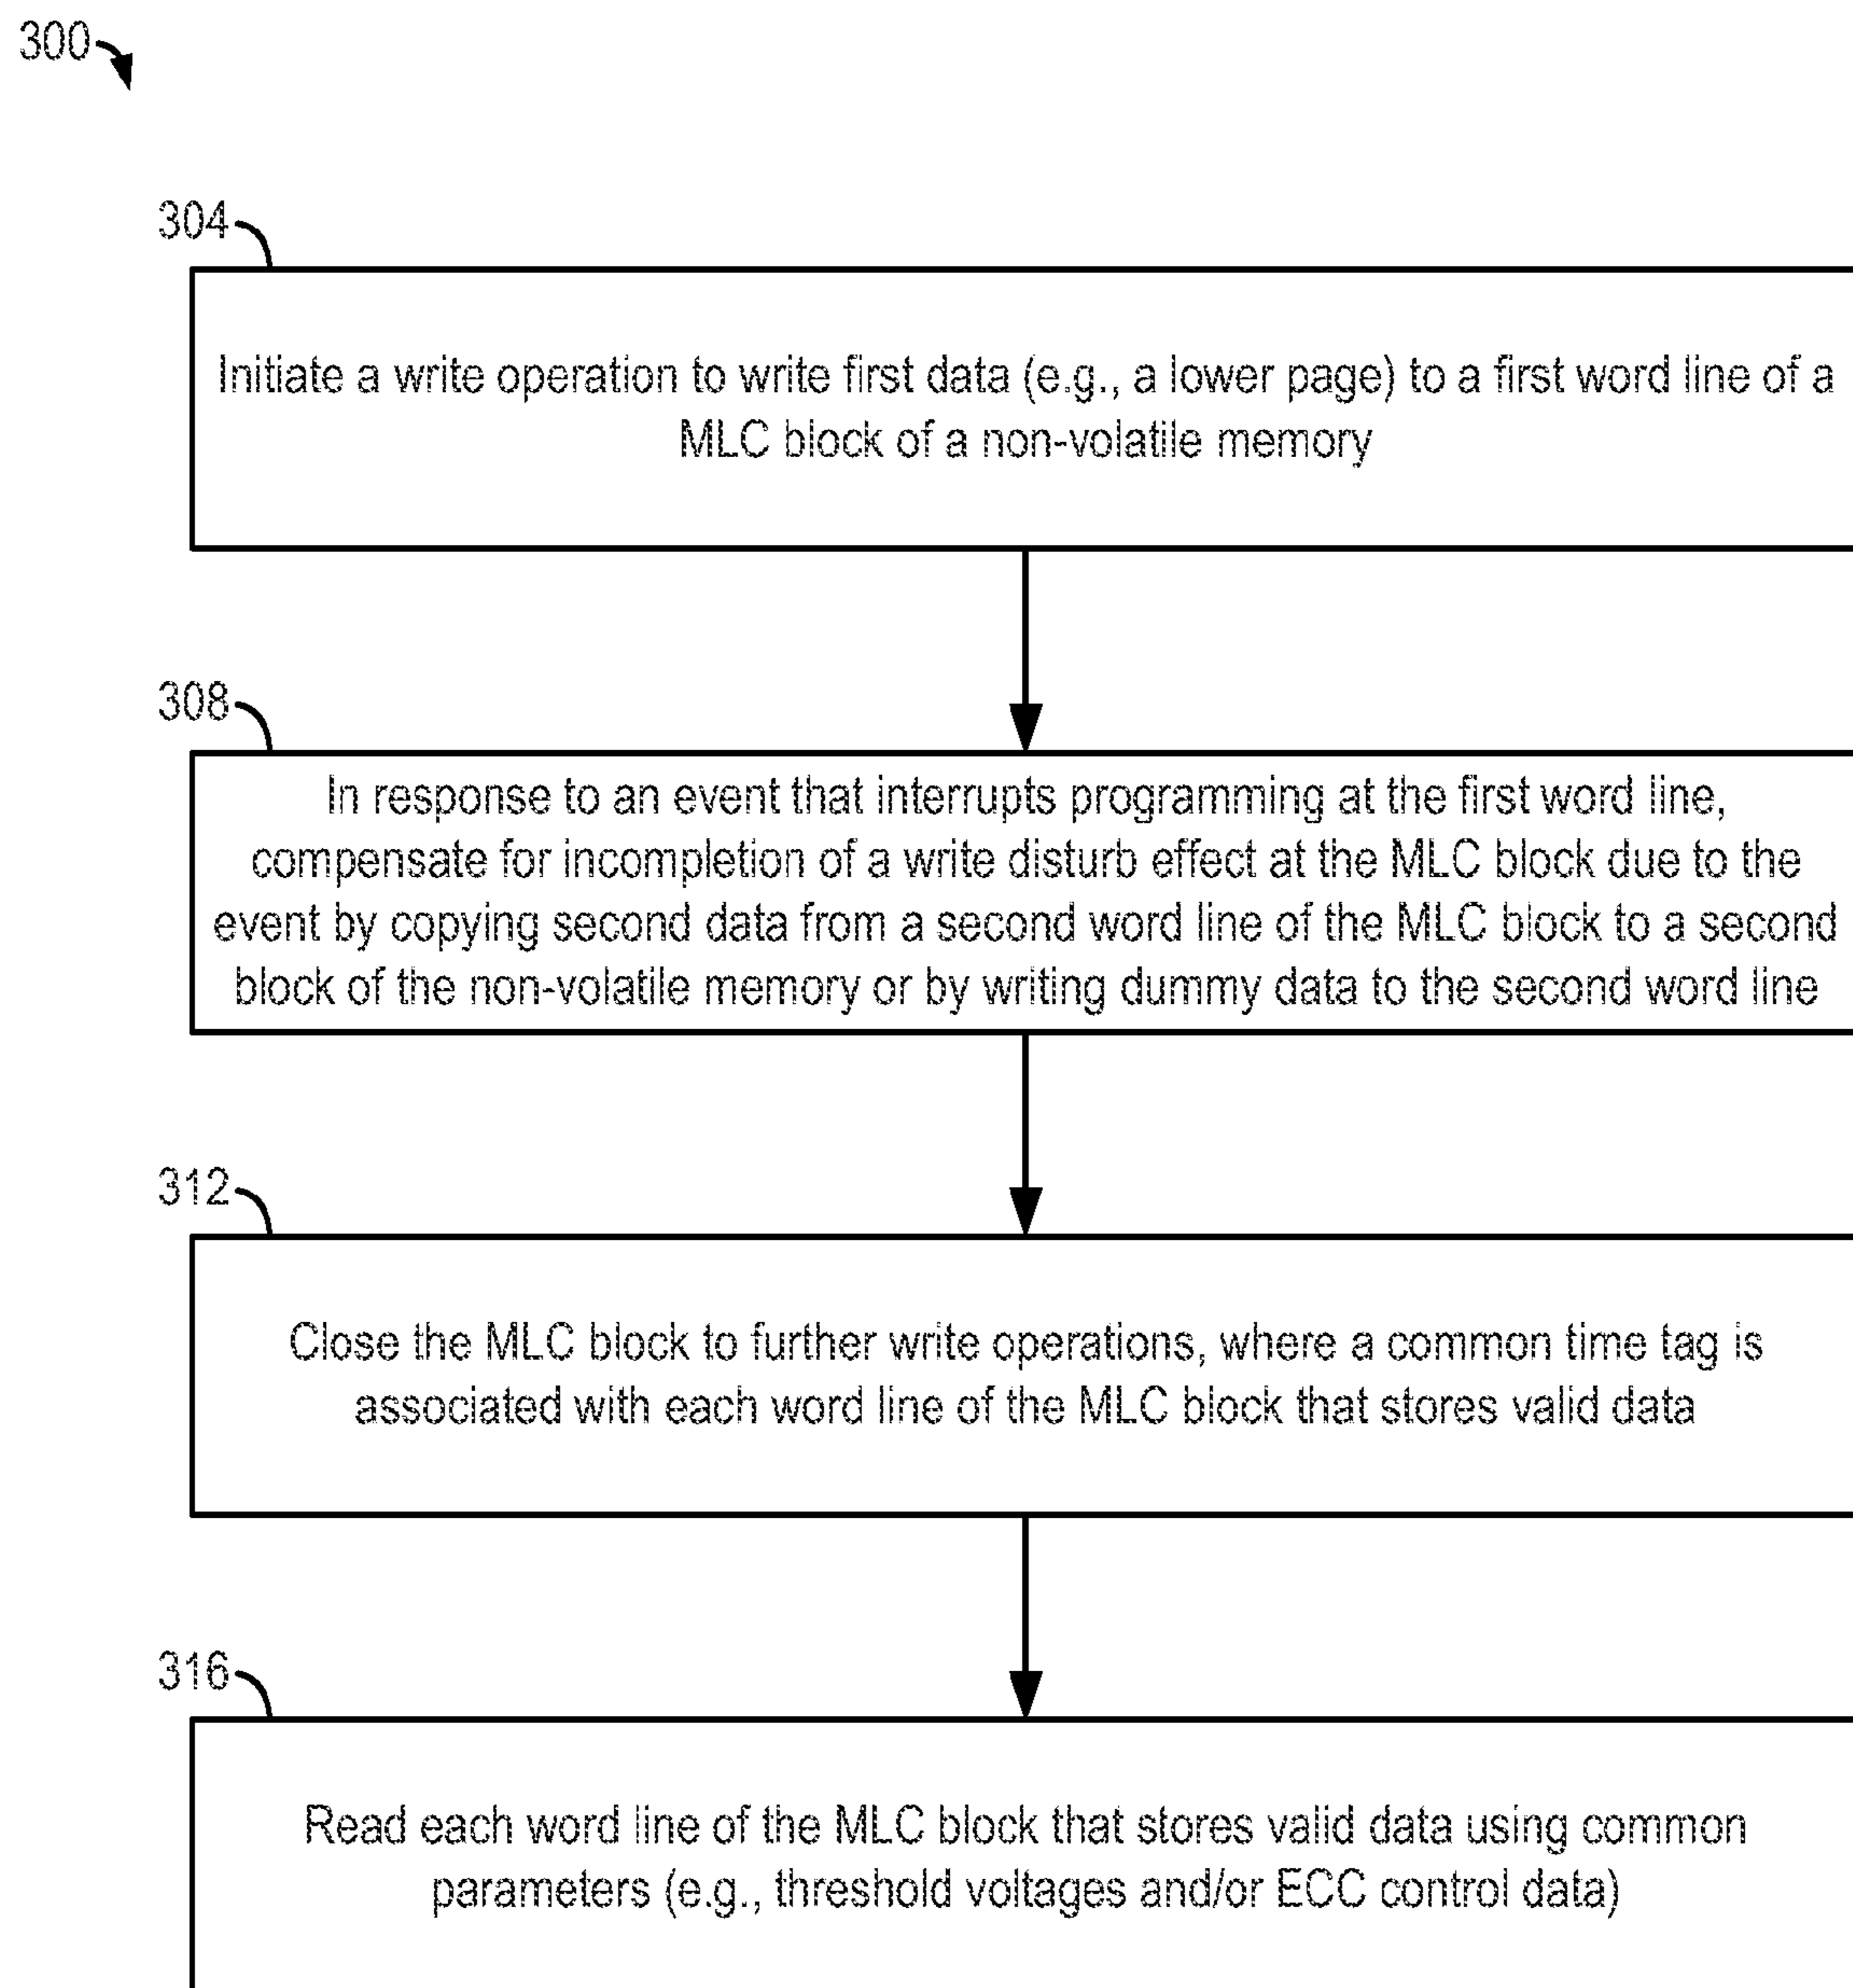 300
304
Initiate a write operation to write first data (e.g., a lower page) to a first word line of a
MLC block of a non-volatile memory
308
In response to an event that interrupts programming at the first word line,
compensate for incompletion of a write disturb effect at the MLC block due to the
event by copying second data from a second word line of the MLC block to a second
block of the non-volatile memory or by writing dummy data to the second word line
312
Close the MLC block to further write operations, where a common time tag is
associated with each word line of the MLC block that stores valid data
316
Read each word line of the MLC block that stores valid data using common
parameters (e.g., threshold voltages and/or ECC control data)